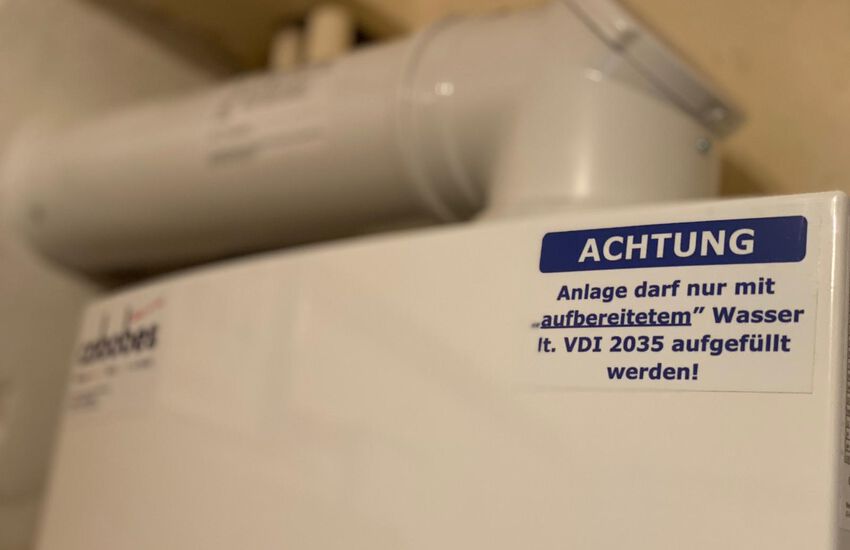 ACHTUNG
Anlage darf nur mit
„aufbereitetem” Wasser
lt. VDI 2035 aufgefüllt
werden!